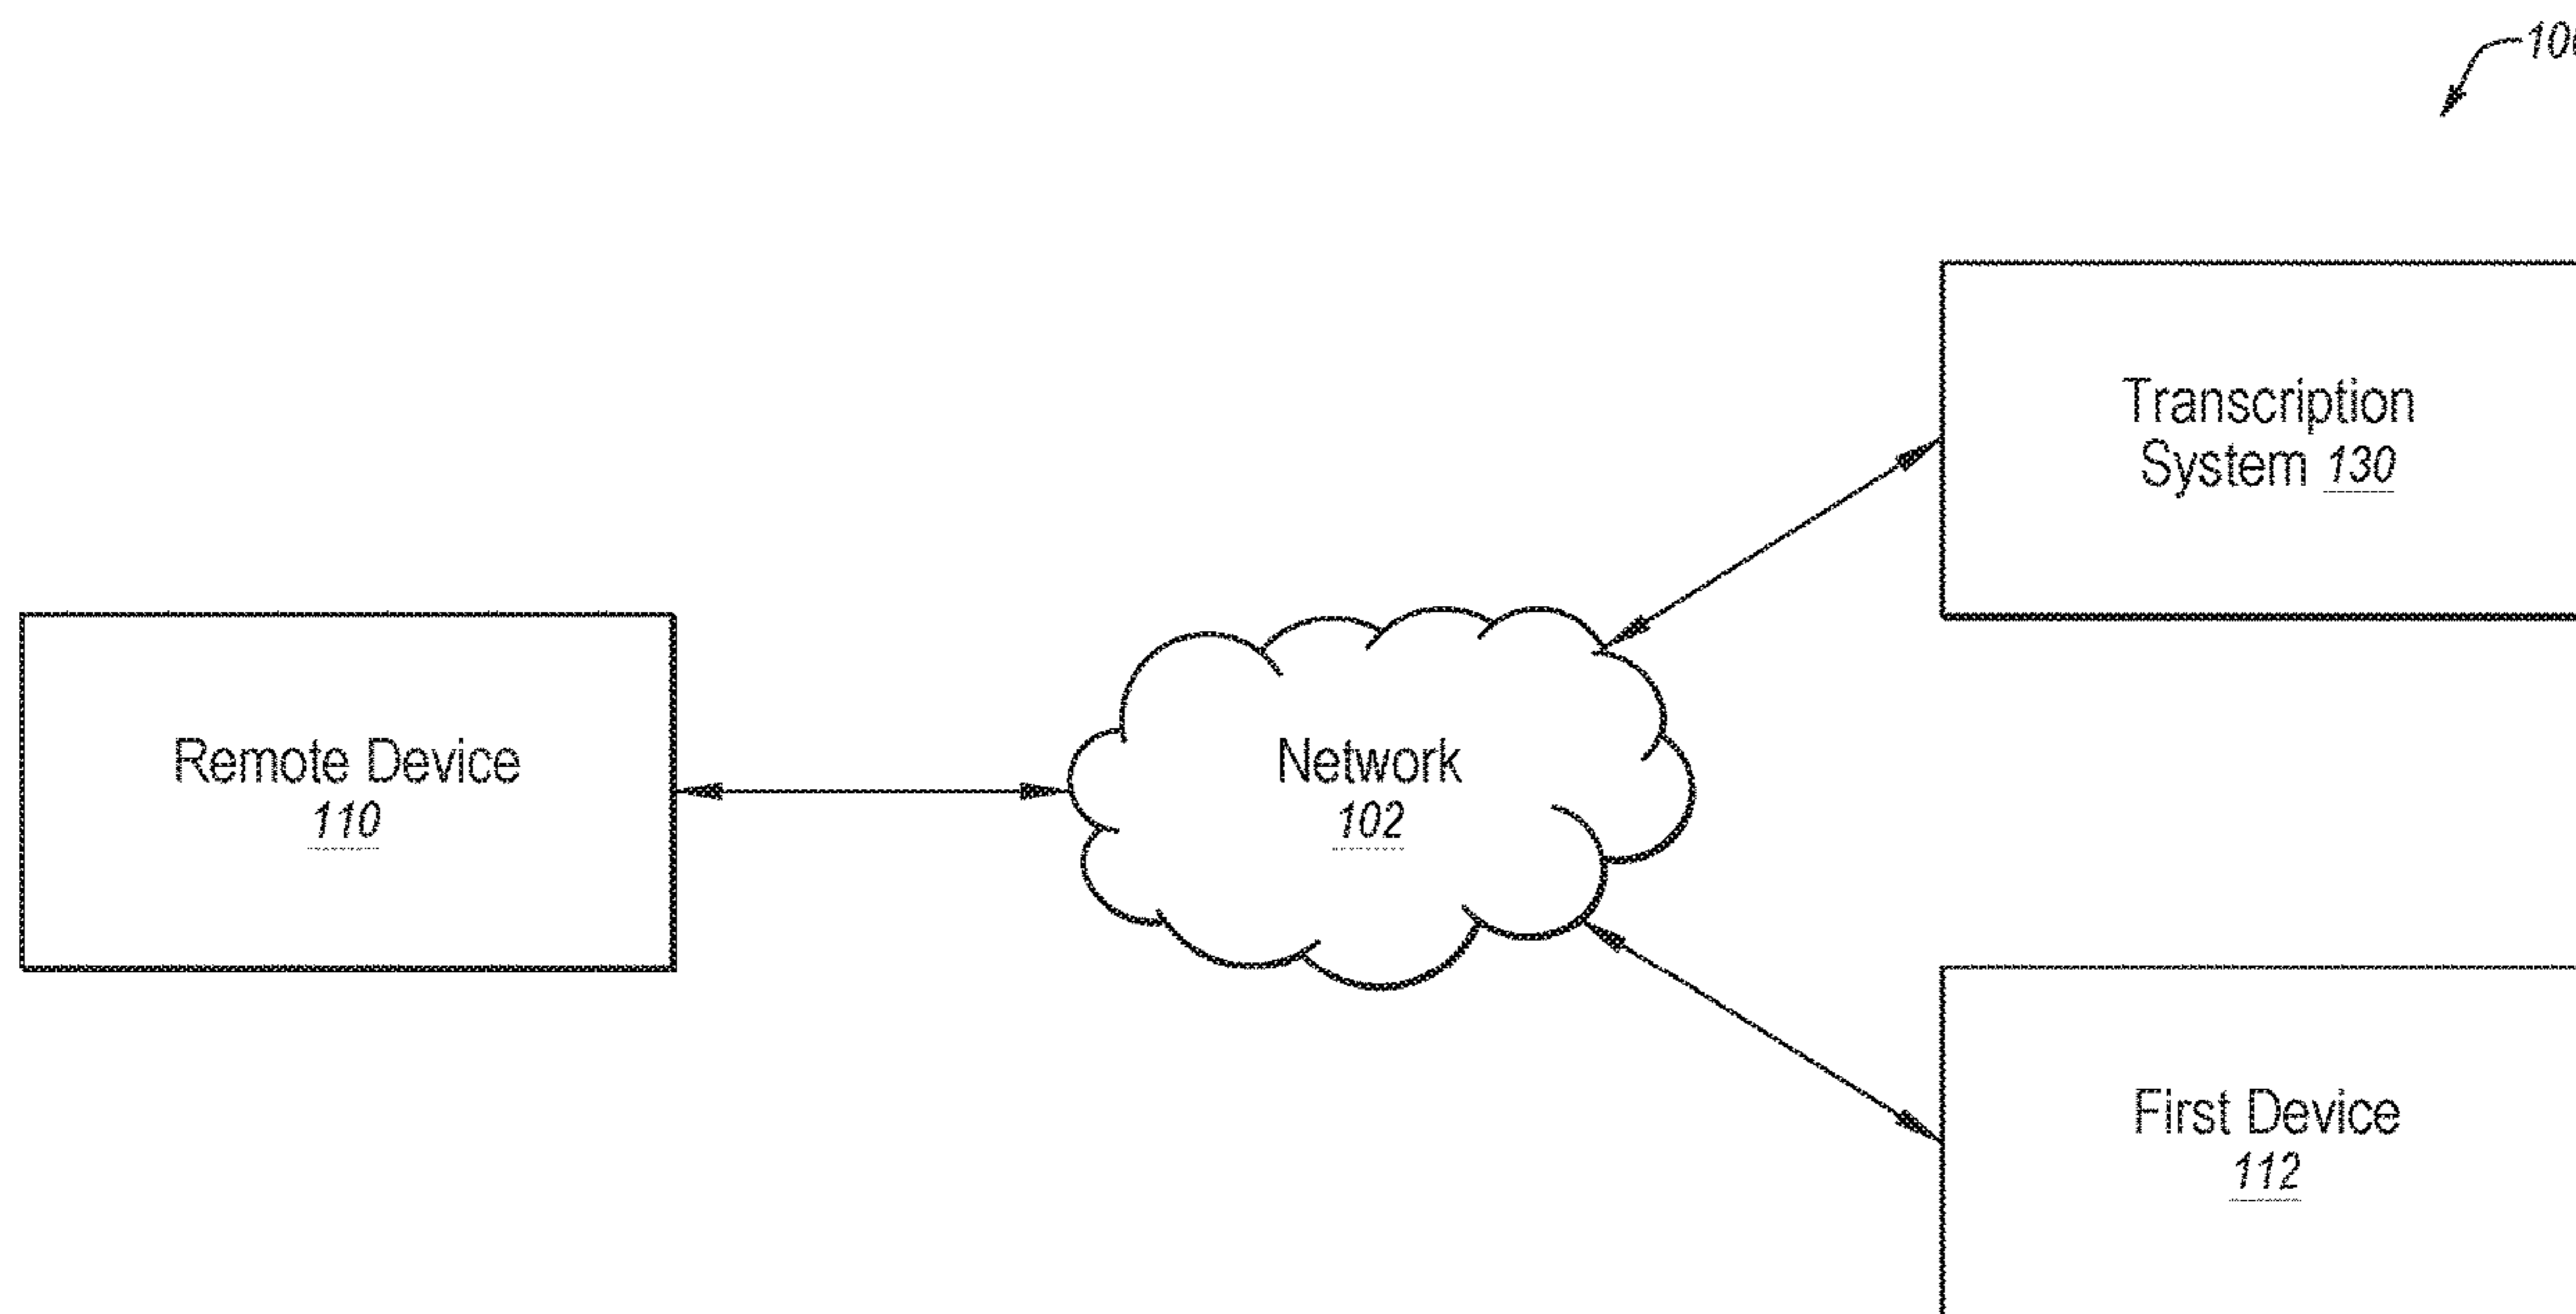 Transcription
System 130
Remote Device
110
Network
102
First Device
112